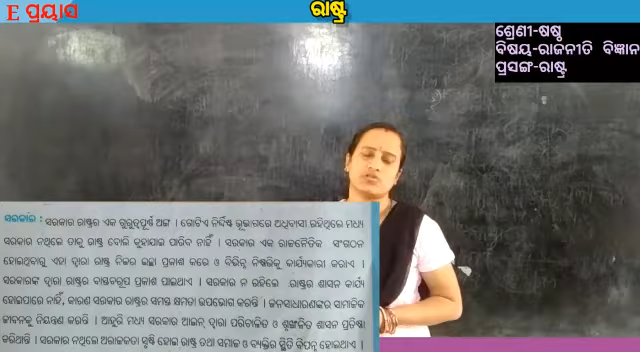 E ପ୍ରୟାସ
ରାଷ୍ଟ୍ର
ଶ୍ରେଣୀ-ଷଷ୍ଠ
ବିଷୟ-ରାଜନୀତି ବିଜ୍ଞାନ
ପ୍ରସଙ୍ଗ-ରାଷ୍ଟ୍ର
ସରକାର : ସରକାର ରାଷ୍ଟ୍ରର ଏକ ଗୁରୁତ୍ୱପୂର୍ଣ୍ଣ ଅଙ୍ଗ । ଗୋଟିଏ ନିର୍ଦ୍ଦିଷ୍ଟ ଭୂଭାଗରେ ଅଧିବାସୀ ରହିଥିଲେ ମଧ୍ୟ
ସରକାର ନଥିଲେ ତାକୁ ରାଷ୍ଟ୍ର ବୋଲି କୁହାଯାଇ ପାରିବ ନାହିଁ । ସରକାର ଏକ ରାଜନୈତିକ ସଂଗଠନ
ହୋଇଥିବାରୁ ଏହା ଦ୍ୱାରା ରାଷ୍ଟ୍ର ନିଜର ଇଚ୍ଛା ପ୍ରକାଶ କରେ ଓ ବିଭିନ୍ନ ନିଷ୍ପତ୍ତିକୁ କାର୍ଯ୍ୟକାରୀ କରାଏ ।
ସରକାରଙ୍କ ଦ୍ୱାରା ରାଷ୍ଟ୍ରର ବାସ୍ତବରୂପ ପ୍ରକାଶ ପାଇଥାଏ । ସରକାର ନ ରହିଲେ ରାଷ୍ଟ୍ରର ଶାସନ କାର୍ଯ୍ୟ
ହୋଇପାରେ ନାହିଁ, କାରଣ ସରକାର ରାଷ୍ଟ୍ରର ସମସ୍ତ କ୍ଷମତା ଉପଭୋଗ କରନ୍ତି । ଜନସାଧାରଣଙ୍କର ସାମାଜିକ
ଜୀବନକୁ ନିୟନ୍ତ୍ରଣ କରନ୍ତି । ଆହୁରି ମଧ୍ୟ ସରକାର ଆଇନ୍ ଦ୍ୱାରା ପରିଚାଳିତ ଓ ଶୃଙ୍ଖଳିତ ଶାସନ ପ୍ରତିଷ୍ଠା
କରିଥାନ୍ତି । ସରକାର ନଥିଲେ ଅରାଜକତା ସୃଷ୍ଟି ହୋଇ ରାଷ୍ଟ୍ର ତଥା ସମାଜ ଓ ବ୍ୟକ୍ତିର ସ୍ଥିତି ବିପନ୍ନ ହୋଇଥାଏ ।